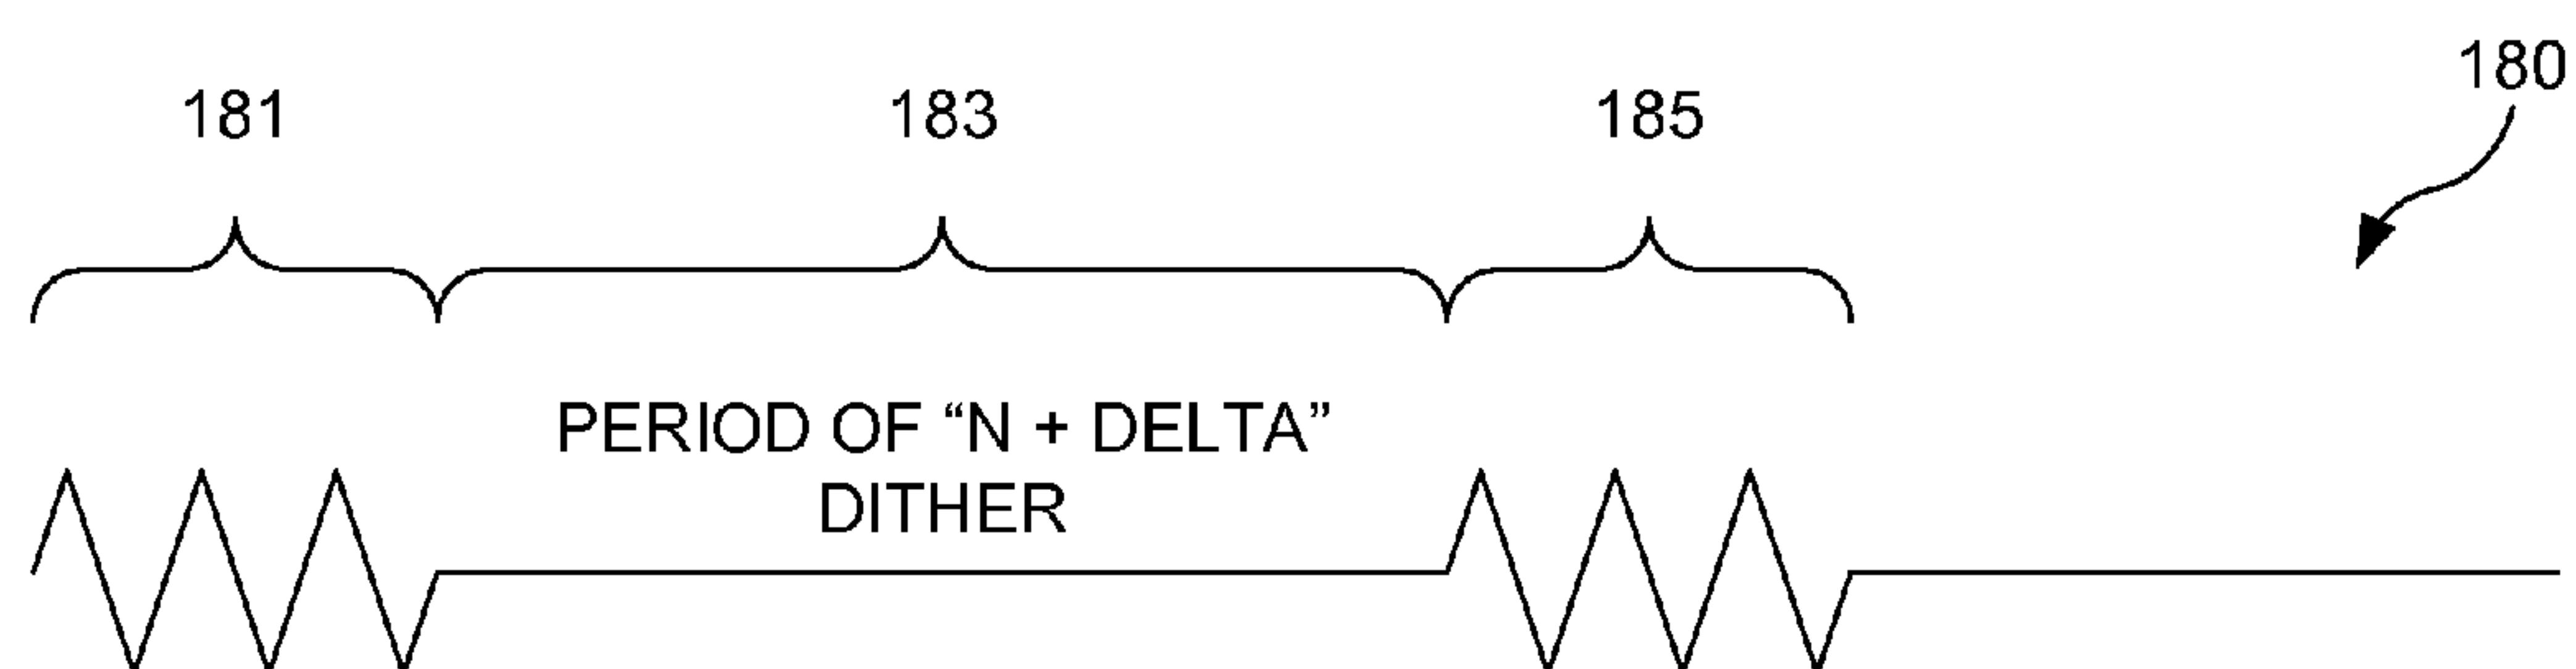 180
181
183
185
PERIOD OF “N + DELTA”
DITHER